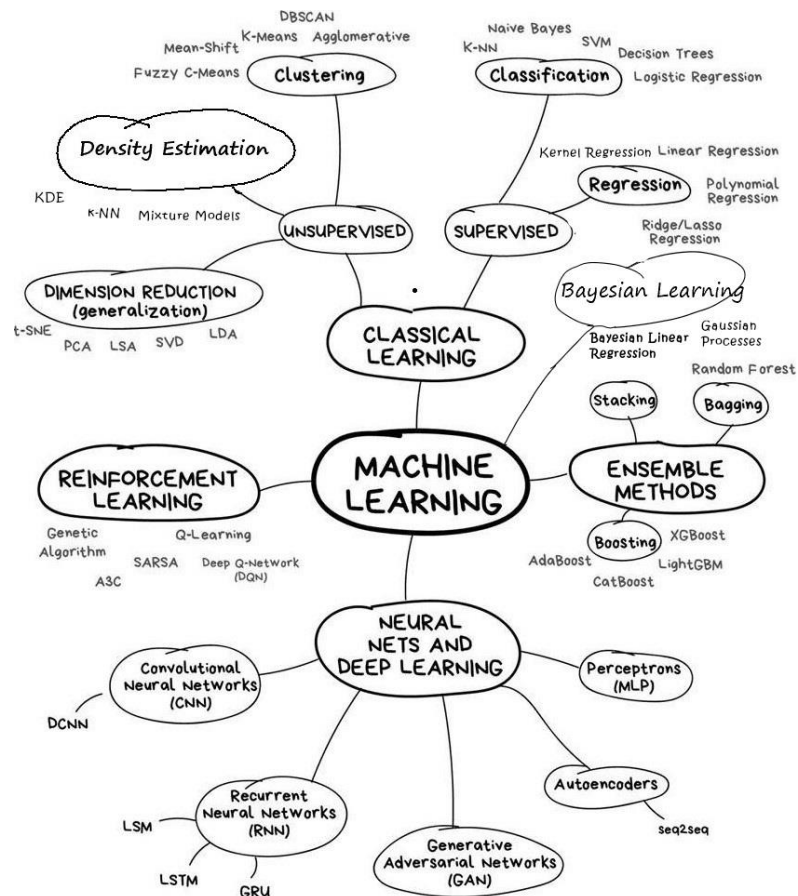 DBSCAN
K-Means
Agglomerative
Mean-Shift
Fuzzy C-Means
Clustering
Naive Bayes
K-NN
SVM
Decision Trees
Logistic Regression
Classification
Density Estimation
KDE
K-NN
Mixture Models
Kernel Regression
Linear Regression
Regression
Polynomial
Regression
Ridge/Lasso
Regression
UNSUPERVISED
SUPERVISED
DIMENSION REDUCTION
(generalization)
t-SNE
PCA
LSA
SVD
LDA
CLASSICAL
LEARNING
Bayesian Learning
Bayesian Linear
Regression
Gaussian
Processes
Random Forest
Stacking
Bagging
MACHINE
LEARNING
REINFORCEMENT
LEARNING
ENSEMBLE
METHODS
Genetic
Algorithm
Q-Learning
SARSA
Deep Q-Network
(DQN)
A3C
Boosting
XGBoost
AdaBoost
LightGBM
CatBoost
NEURAL
NETS AND
DEEP LEARNING
Convolutional
Neural Networks
(CNN)
DCNN
Perceptrons
(MLP)
Recurrent
Neural Networks
(RNN)
LSM
LSTM
GRU
Generative
Adversarial Networks
(GAN)
Autoencoders
seq2seq